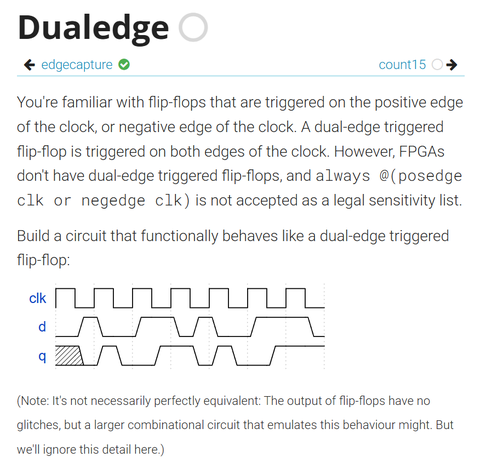 Dualedge
edgecapture count15
You're familiar with flip-flops that are triggered on the positive edge
of the clock, or negative edge of the clock. A dual-edge triggered
flip-flop is triggered on both edges of the clock. However, FPGAs
don't have dual-edge triggered flip-flops, and always @(posedge
clk or negedge clk) is not accepted as a legal sensitivity list.
Build a circuit that functionally behaves like a dual-edge triggered
flip-flop:
clk
d
q
(Note: It's not necessarily perfectly equivalent: The output of flip-flops have no
glitches, but a larger combinational circuit that emulates this behaviour might. But
we'll ignore this detail here.)